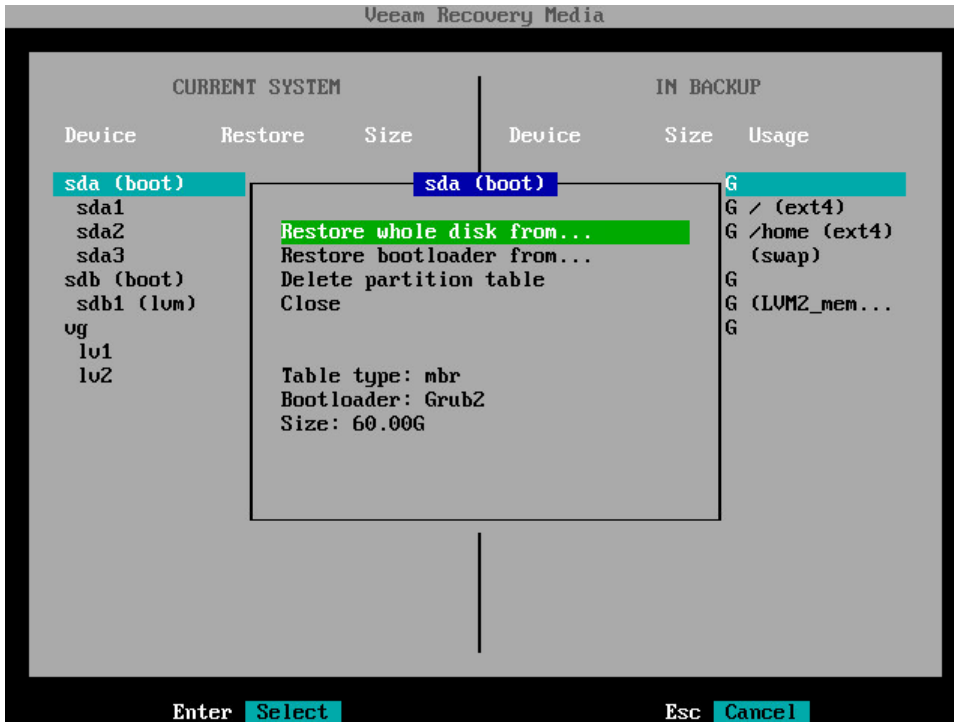 Veeam Recovery Media
CURRENT SYSTEM IN BACKUP
Device Restore Size Device Size Usage
sda (boot) sda (boot) G
sda1 G / (ext4)
sda2 Restore whole disk from... G /home (ext4)
sda3 Restore bootloader from... (swap)
sdb (boot) Delete partition table G
sdb1 (lvm) Close G (LVM2_mem...
vg G
lv1
lv2 Table type: mbr
Bootloader: Grub2
Size: 60.00G
Enter Select Esc Cancel